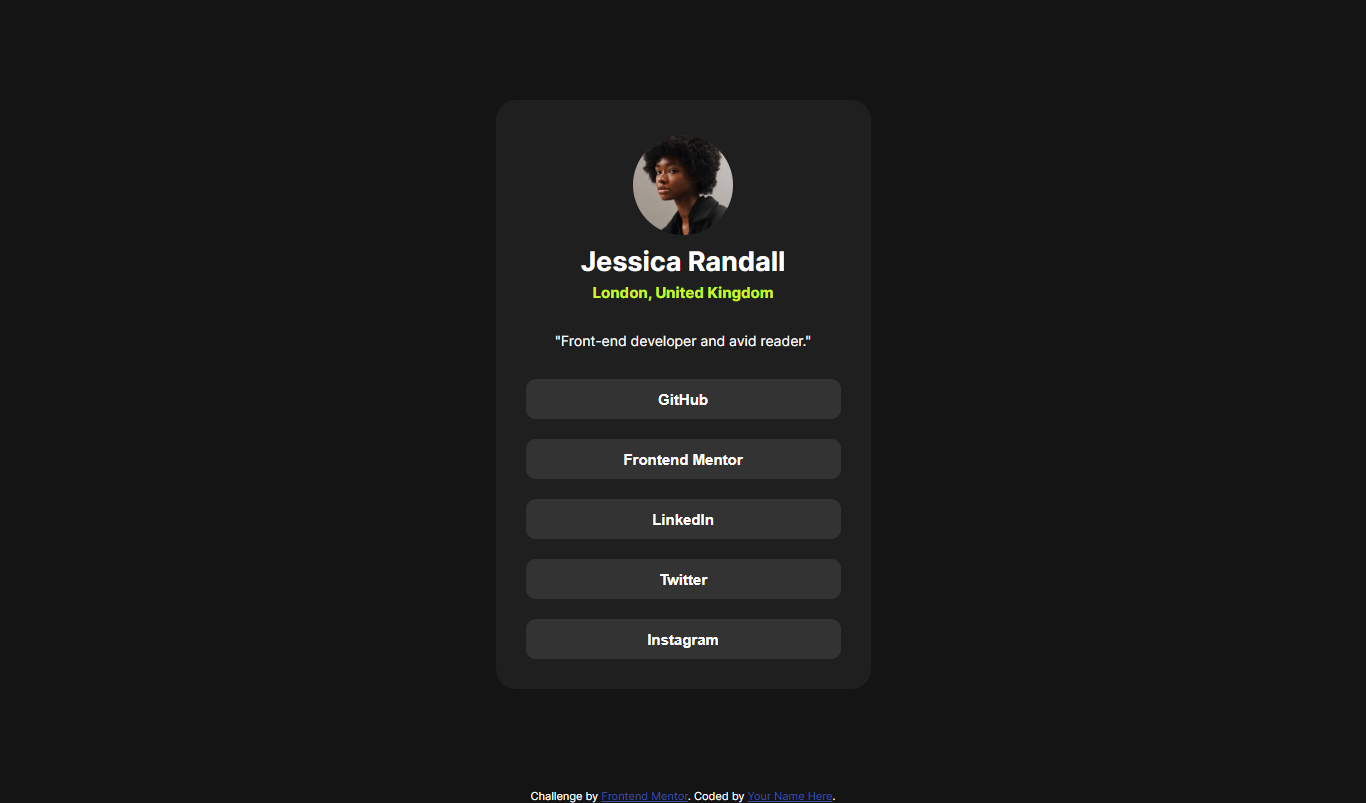 Jessica Randall
London, United Kingdom
"Front-end developer and avid reader."
GitHub
Frontend Mentor
LinkedIn
Twitter
Instagram
Challenge by Frontend Mentor. Coded by Your Name Here.